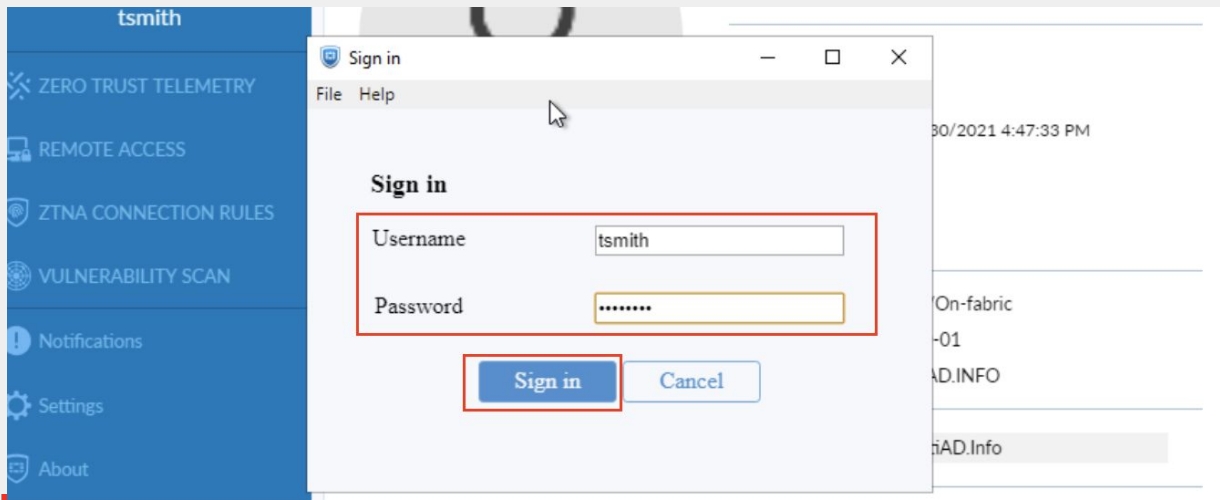 tsmith
Sign in
File Help
ZERO TRUST TELEMETRY
30/2021 4:47:33 PM
REMOTE ACCESS
Sign in
ZTNA CONNECTION RULES
Username tsmith
VULNERABILITY SCAN
Password ••••••••
/On-fabric
Notifications
-01
AD.INFO
Sign in Cancel
Settings
tiAD.Info
About